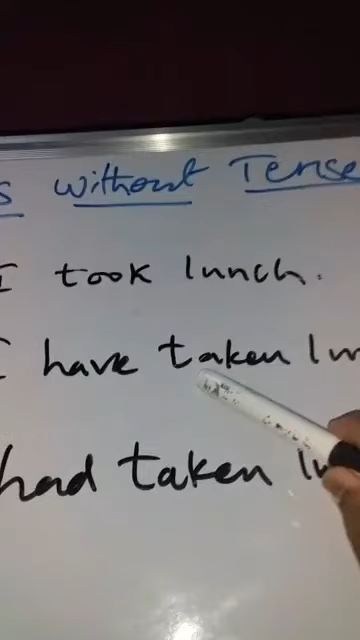 without Tense
I took lunch.
I have taken
had taken